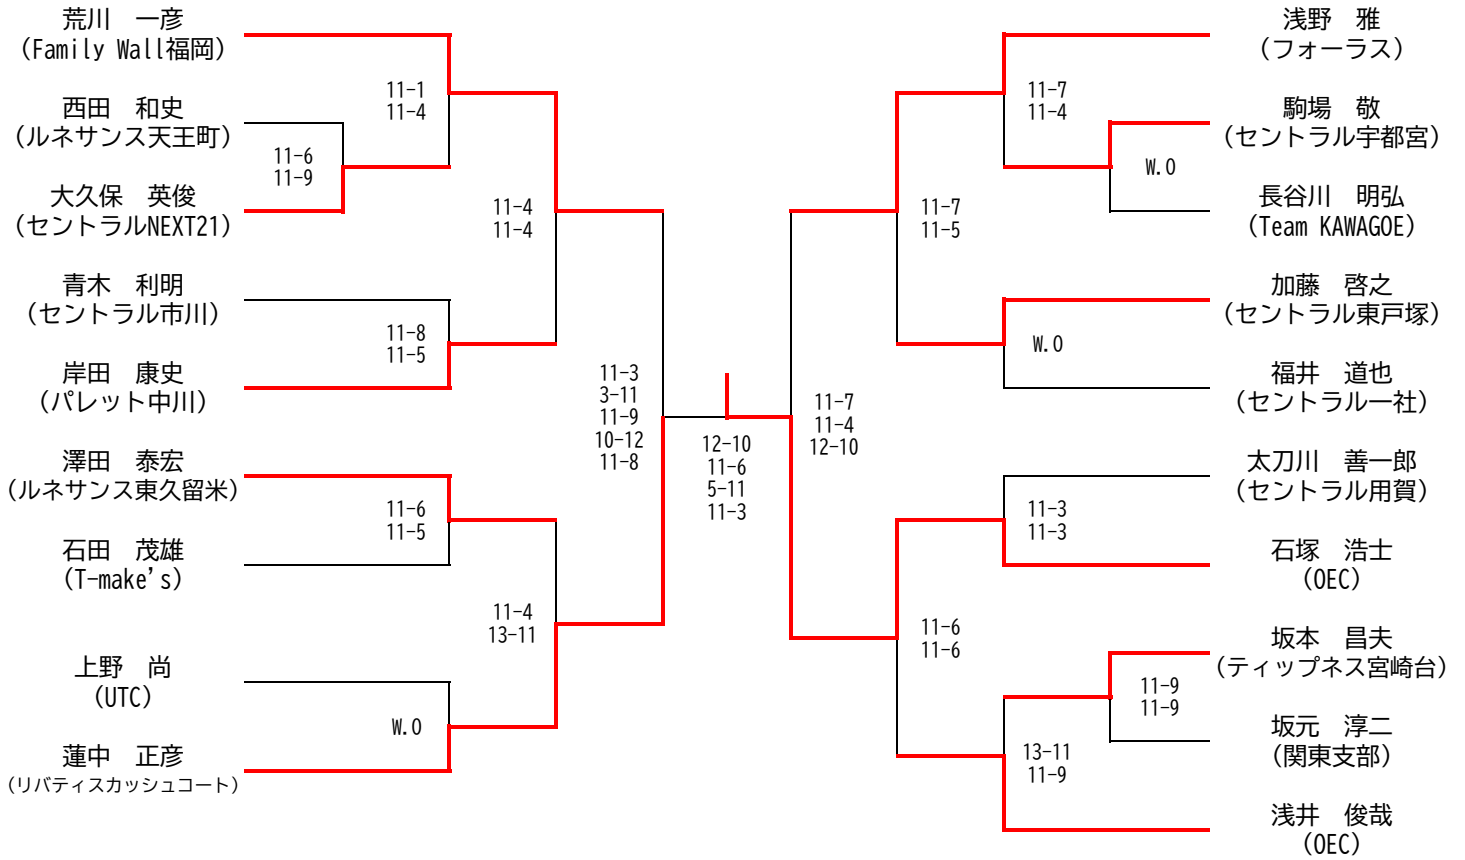 荒川　一彦
（Family Wall福岡）
西田　和史
（ルネサンス天王町）
大久保　英俊
（セントラルNEXT21）
青木　利明
（セントラル市川）
岸田　康史
（パレット中川）
澤田　泰宏
（ルネサンス東久留米）
石田　茂雄
（T-make's）
上野　尚
（UTC）
蓮中　正彦
（リバティスカッシュコート）
11-6
11-9
11-1
11-4
11-8
11-5
11-6
11-5
W.O
11-4
11-4
11-4
13-11
11-3
3-11
11-9
10-12
11-8
12-10
11-6
5-11
11-3
11-7
11-4
12-10
11-7
11-5
11-6
11-6
11-7
11-4
W.O
11-3
11-3
13-11
11-9
W.O
11-9
11-9
浅野　雅
（フォーラス）
駒場　敬
（セントラル宇都宮）
長谷川　明弘
（Team KAWAGOE）
加藤　啓之
（セントラル東戸塚）
福井　道也
（セントラル一社）
太刀川　善一郎
（セントラル用賀）
石塚　浩士
（OEC）
坂本　昌夫
（ティップネス宮崎台）
坂元　淳二
（関東支部）
浅井　俊哉
（OEC）